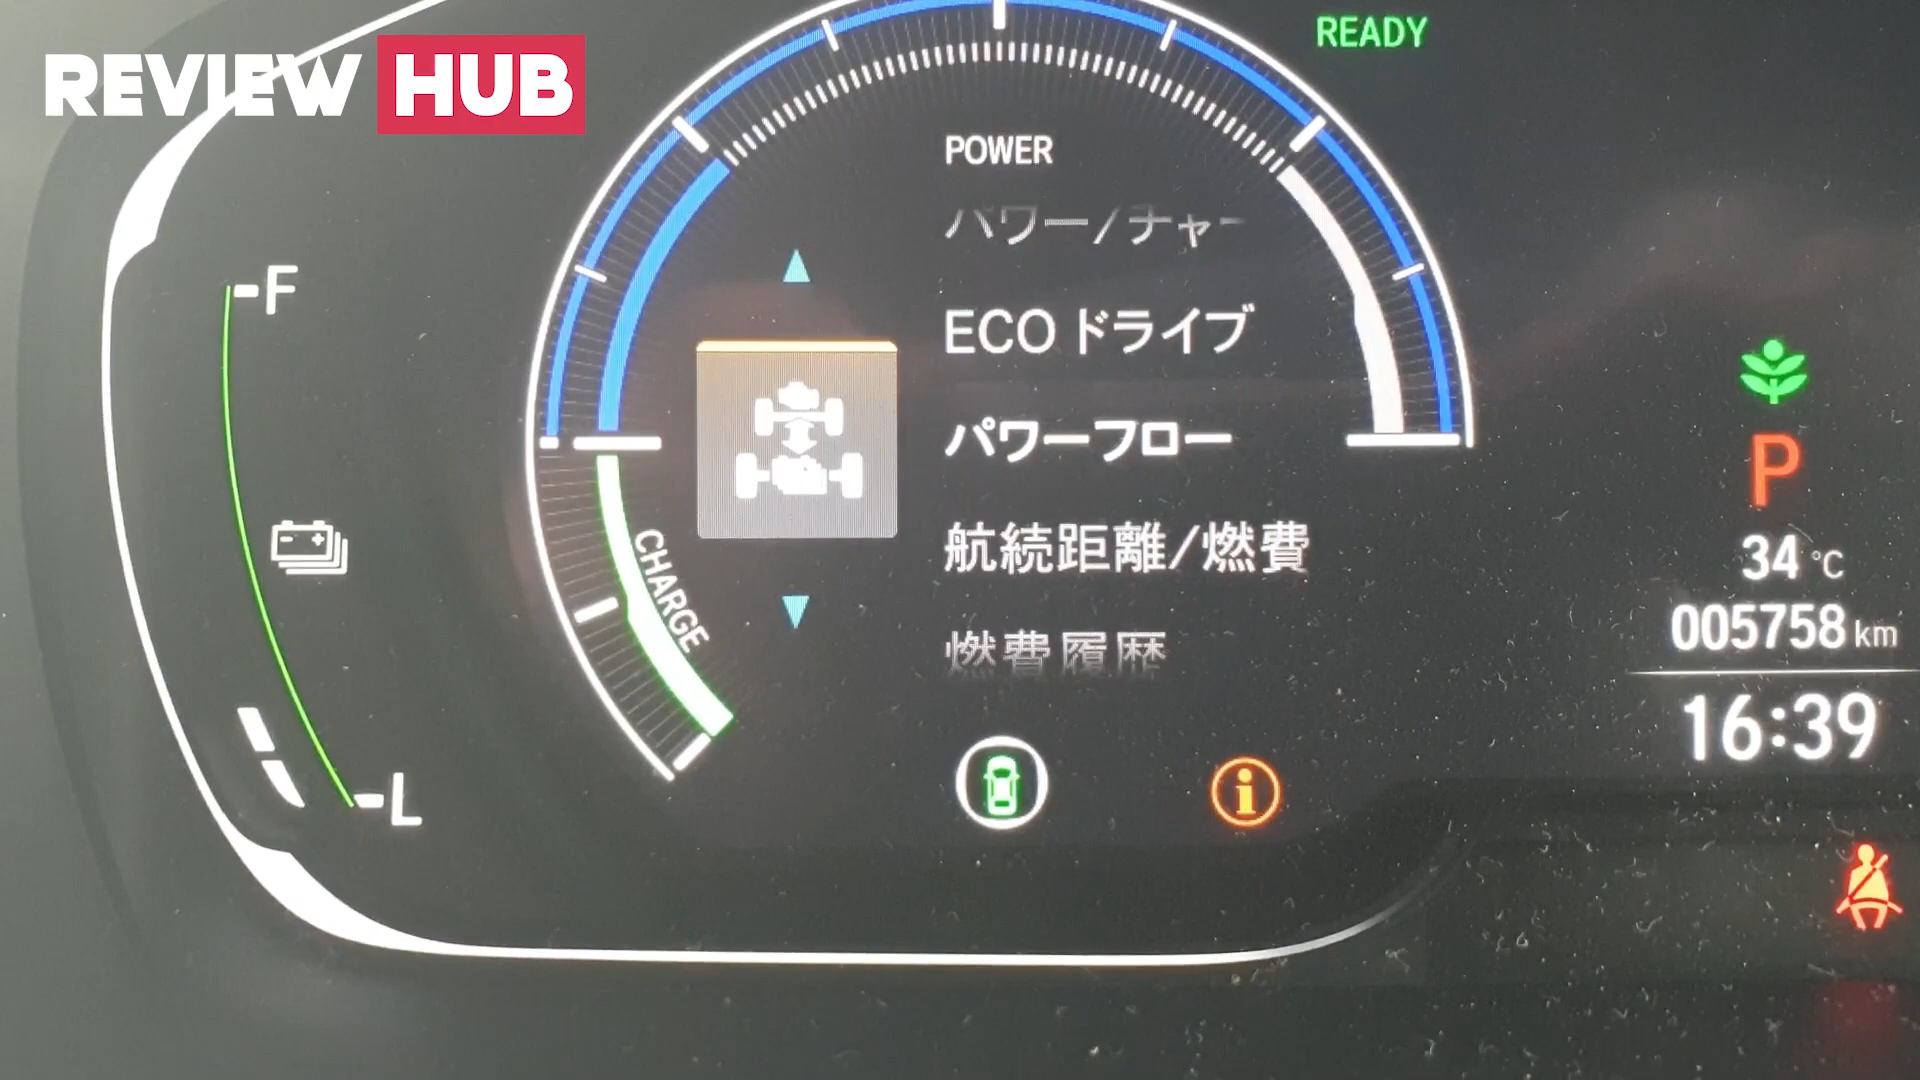 REVIEW HUB
READY
POWER
パワー/チャー
ECO ドライブ
パワーフロー
航続距離/燃費
燃費履歴
CHARGE
F
L
P
34 °C
005758 km
16:39